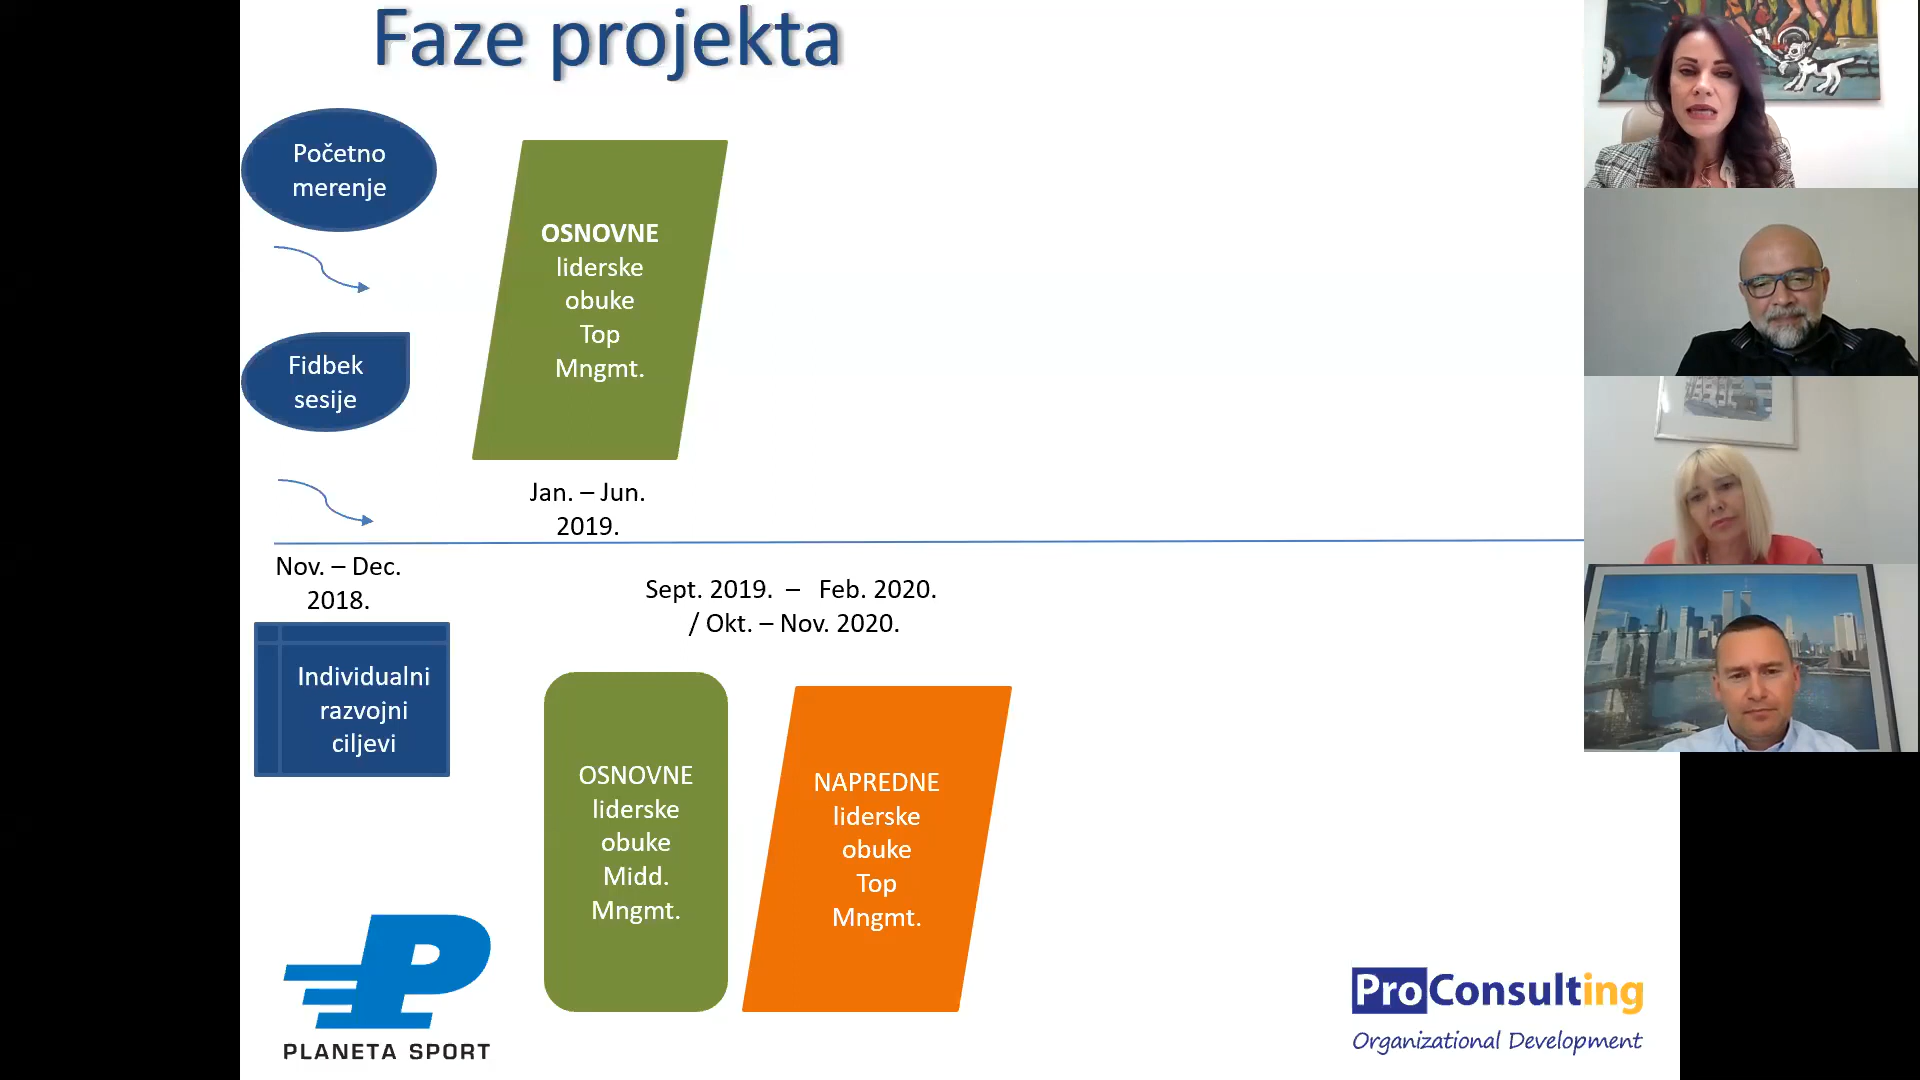 Faze projekta
Početno
merenje
OSNOVNE
liderske
obuke
Top
Mngmt.
Fidbek
sesije
Jan. – Jun.
2019.
Nov. – Dec.
2018.
Sept. 2019. – Feb. 2020.
/ Okt. – Nov. 2020.
Individualni
razvojni
ciljevi
OSNOVNE
liderske
obuke
Midd.
Mngmt.
NAPREDNE
liderske
obuke
Top
Mngmt.
P
PLANETA SPORT
ProConsulting
Organizational Development